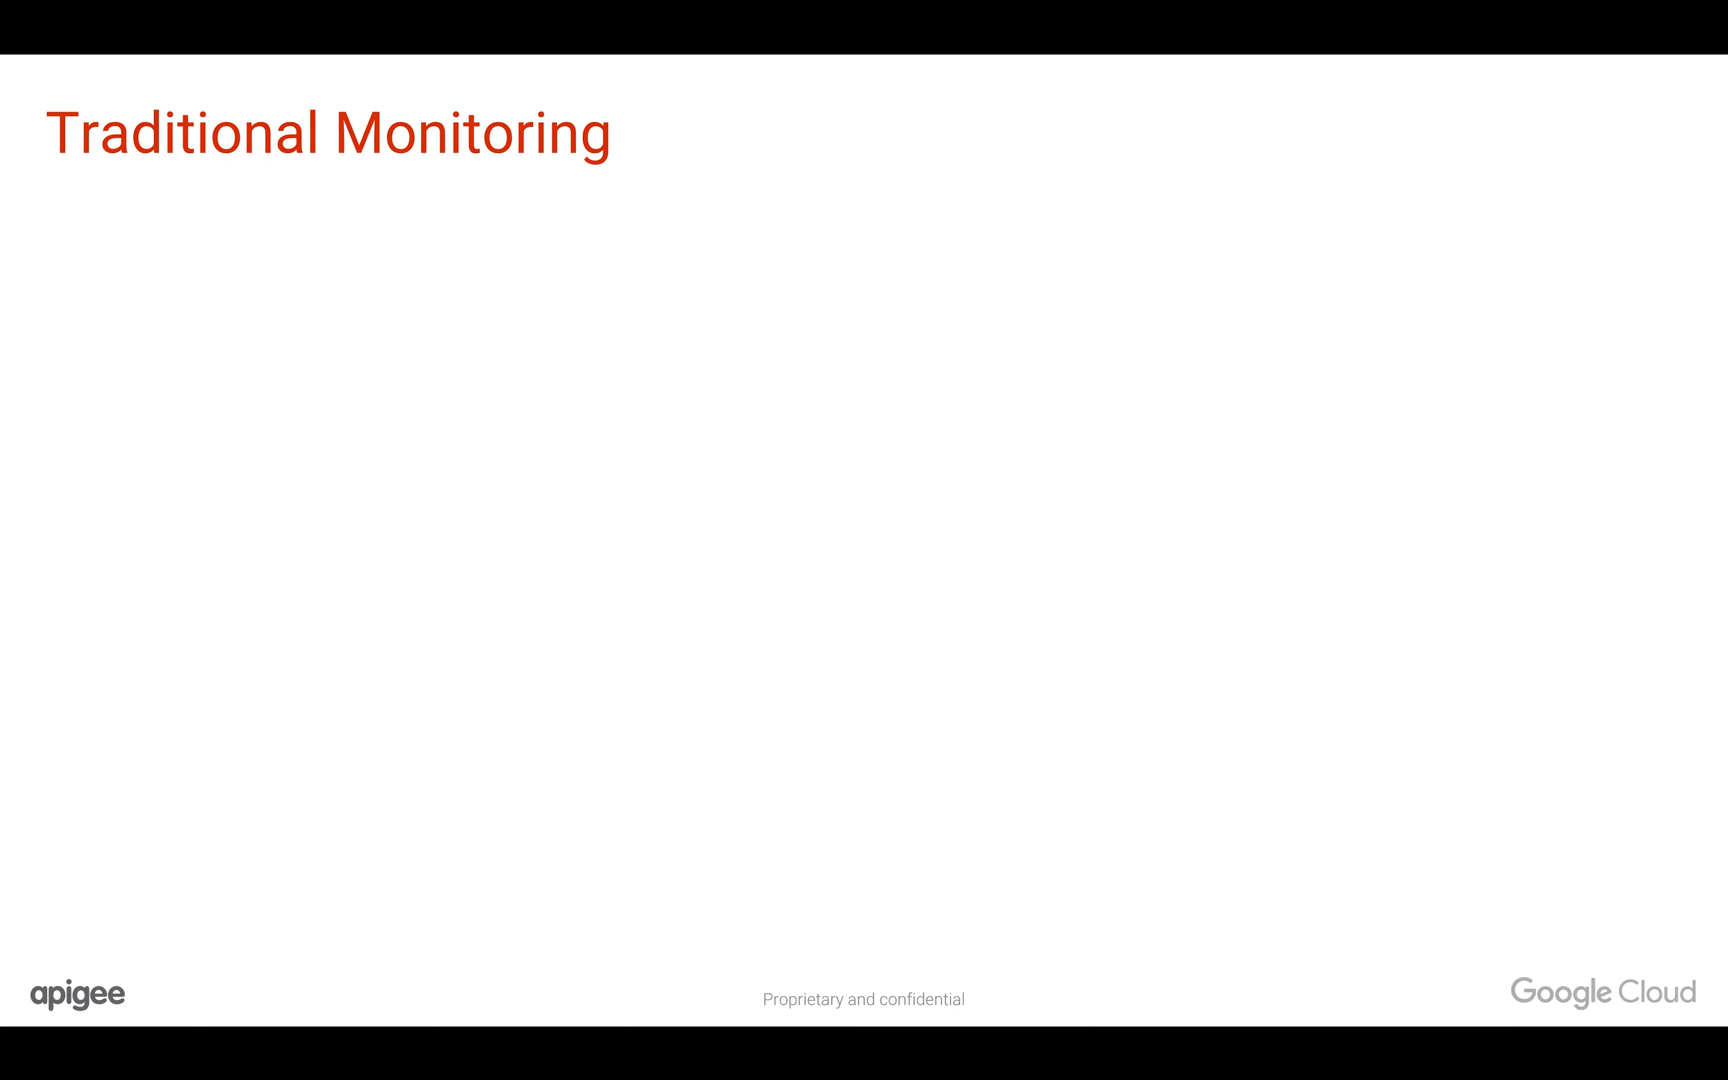 Traditional Monitoring
apigee
Proprietary and confidential
Google Cloud